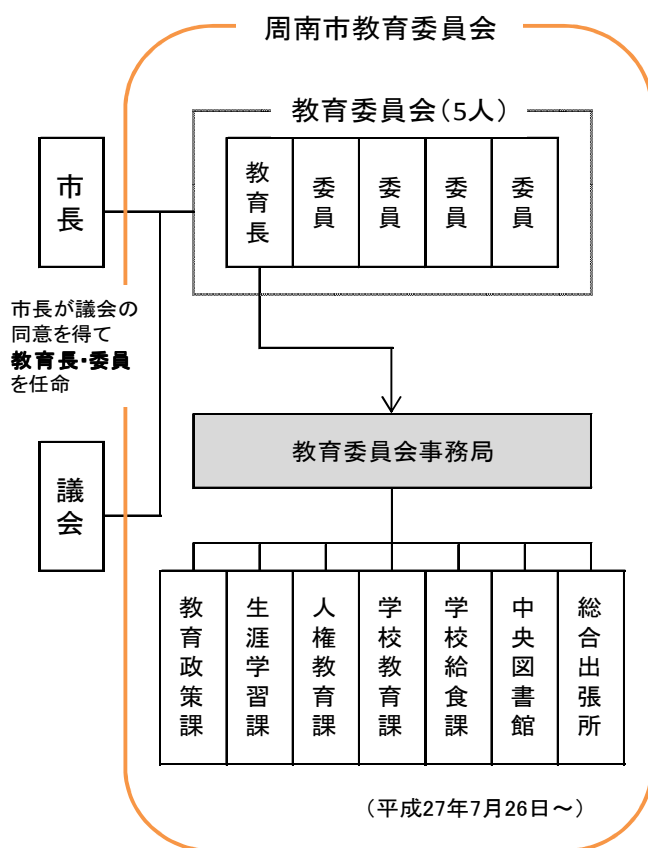 周南市教育委員会
教育委員会（5人）
市長
教育長
委員
委員
委員
委員
市長が議会の
同意を得て
教育長・委員
を任命
教育委員会事務局
議会
教育政策課
生涯学習課
人権教育課
学校教育課
学校給食課
中央図書館
総合出張所
（平成27年7月26日～）